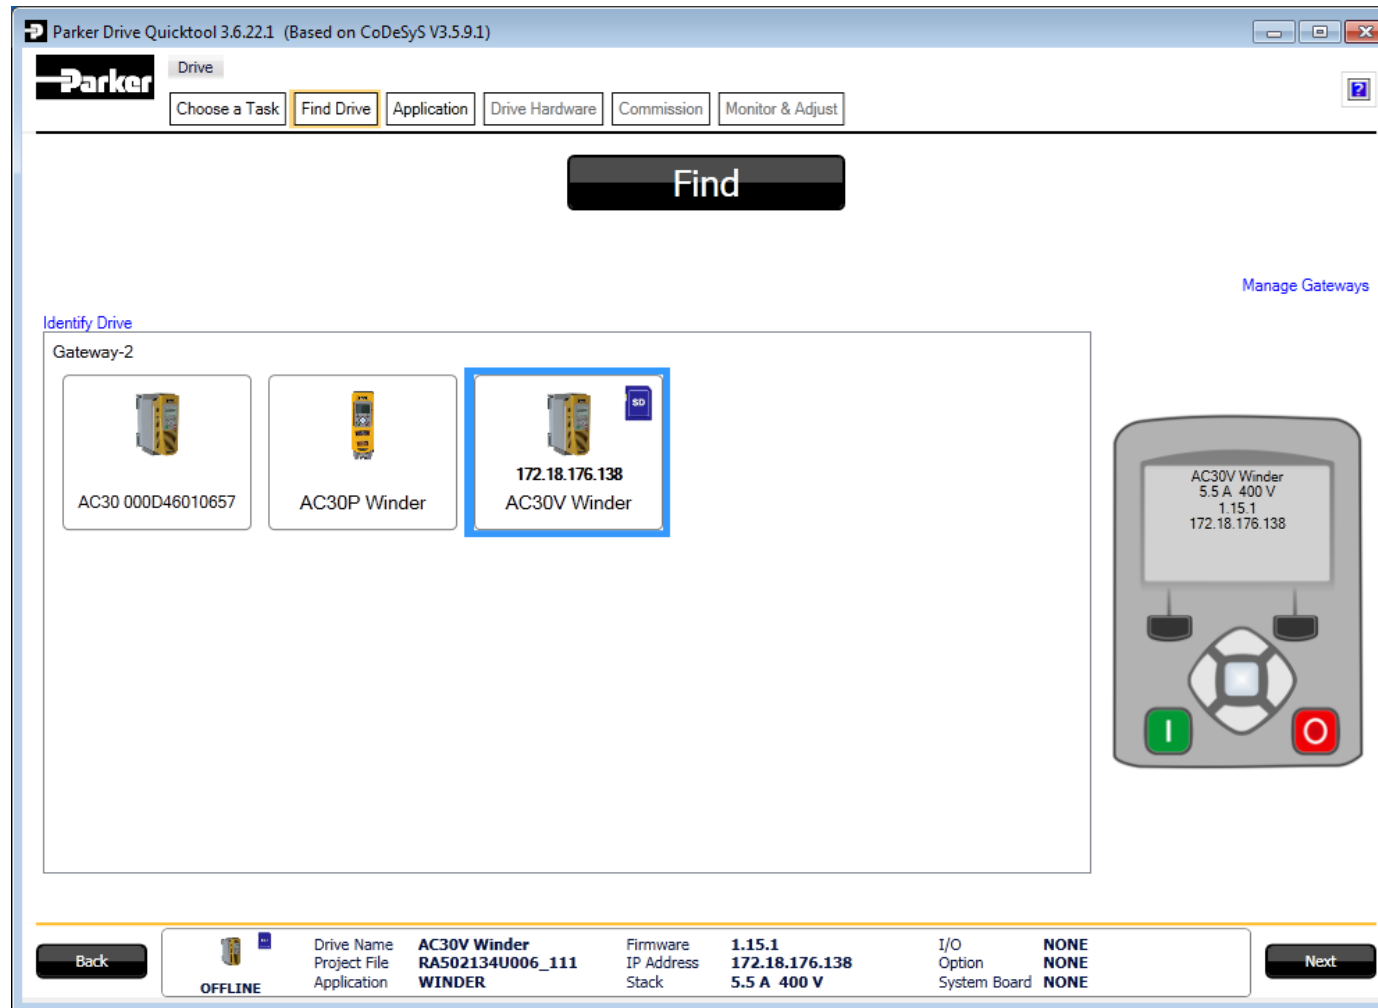 Parker Drive Quicktool 3.6.22.1  (Based on CoDeSyS V3.5.9.1)
Parker
Drive
Choose a Task Find Drive Application Drive Hardware Commission Monitor & Adjust
?
Find
Manage Gateways
Identify Drive
Gateway-2
AC30 000D46010657
AC30P Winder
SD
172.18.176.138
AC30V Winder
AC30V Winder
5.5 A  400 V
1.15.1
172.18.176.138
I
O
Back
OFFLINE
Drive Name AC30V Winder Firmware 1.15.1 I/O NONE
Project File RA502134U006_111 IP Address 172.18.176.138 Option NONE
Application WINDER Stack 5.5 A  400 V System Board NONE
Next